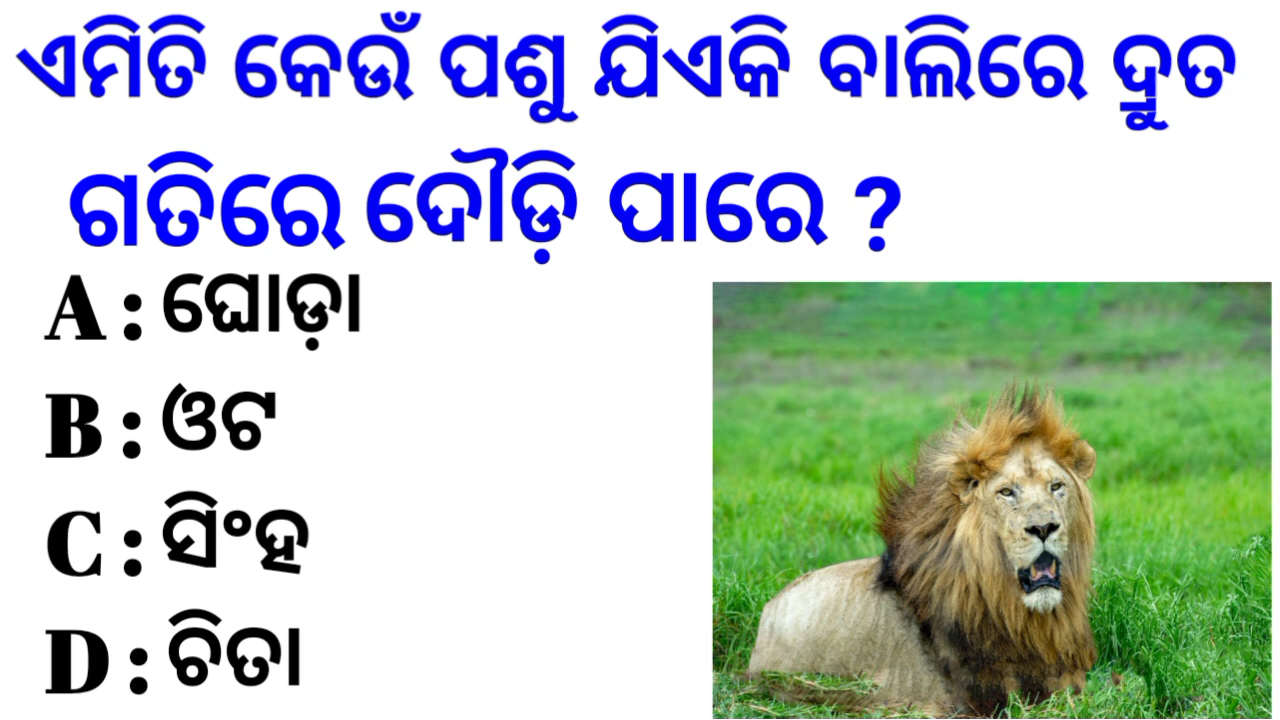 ଏମିତି କେଉଁ ପଶୁ ଯିଏକି ବାଲିରେ ଦ୍ରୁତ
ଗତିରେ ଦୌଡ଼ି ପାରେ ?
A : ଘୋଡ଼ା
B : ଓଟ
C : ସିଂହ
D : ଚିତା